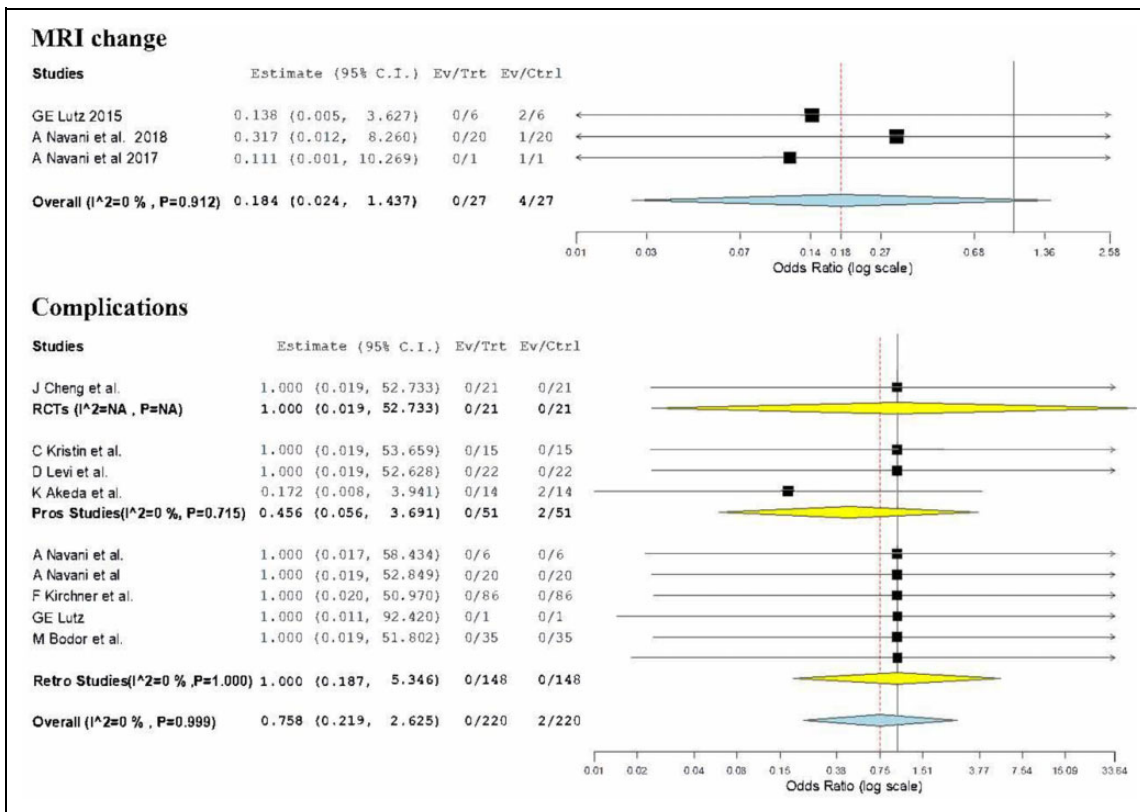 MRI change
Studies Estimate (95% C.I.) Ev/Trt Ev/Ctrl
GE Lutz 2015 0.138 (0.005, 3.627) 0/6 2/6
A Navani et al. 2018 0.317 (0.012, 8.260) 0/20 1/20
A Navani et al 2017 0.111 (0.001, 10.269) 0/1 1/1
Overall (I^2=0 % , P=0.912) 0.184 (0.024, 1.437) 0/27 4/27
0.01 0.03 0.07 0.14 0.18 0.27 0.68 1.36 2.58
Odds Ratio (log scale)
Complications
Studies Estimate (95% C.I.) Ev/Trt Ev/Ctrl
J Cheng et al. 1.000 (0.019, 52.733) 0/21 0/21
RCTs (I^2=NA , P=NA) 1.000 (0.019, 52.733) 0/21 0/21
C Kristin et al. 1.000 (0.019, 53.659) 0/15 0/15
D Levi et al. 1.000 (0.019, 52.628) 0/22 0/22
K Akeda et al. 0.172 (0.008, 3.941) 0/14 2/14
Pros Studies(I^2=0 %, P=0.715) 0.456 (0.056, 3.691) 0/51 2/51
A Navani et al. 1.000 (0.017, 58.434) 0/6 0/6
A Navani et al 1.000 (0.019, 52.849) 0/20 0/20
F Kirchner et al. 1.000 (0.020, 50.970) 0/86 0/86
GE Lutz 1.000 (0.011, 92.420) 0/1 0/1
M Bodor et al. 1.000 (0.019, 51.802) 0/35 0/35
Retro Studies(I^2=0 % ,P=1.000) 1.000 (0.187, 5.346) 0/148 0/148
Overall (I^2=0 % , P=0.999) 0.758 (0.219, 2.625) 0/220 2/220
0.01 0.02 0.04 0.08 0.15 0.38 0.75 1.51 3.77 7.54 15.09 33.64
Odds Ratio (log scale)